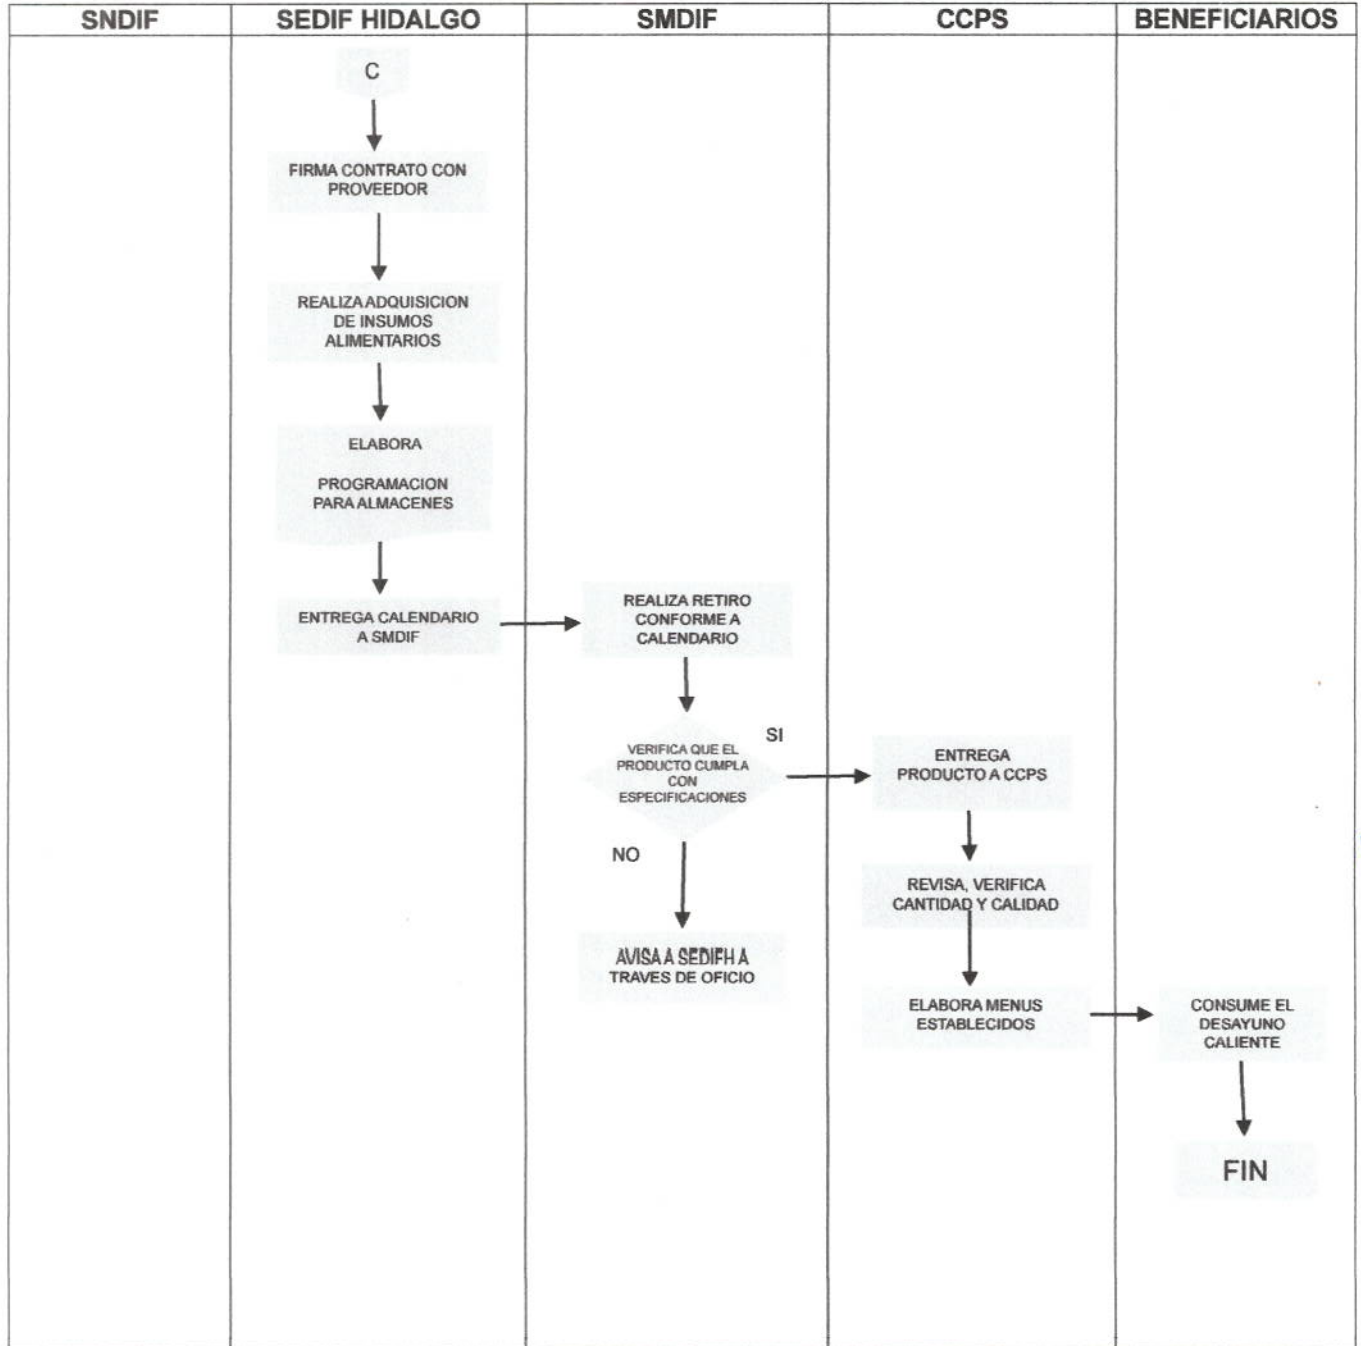 SNDIF
SEDIF HIDALGO
SMDIF
CCPS
BENEFICIARIOS
C
FIRMA CONTRATO CON
PROVEEDOR
REALIZA ADQUISICION
DE INSUMOS
ALIMENTARIOS
ELABORA
PROGRAMACION
PARA ALMACENES
ENTREGA CALENDARIO
A SMDIF
REALIZA RETIRO
CONFORME A
CALENDARIO
VERIFICA QUE EL
PRODUCTO CUMPLA
CON
ESPECIFICACIONES
SI
NO
AVISA A SEDIFH A
TRAVES DE OFICIO
ENTREGA
PRODUCTO A CCPS
REVISA, VERIFICA
CANTIDAD Y CALIDAD
ELABORA MENUS
ESTABLECIDOS
CONSUME EL
DESAYUNO
CALIENTE
FIN